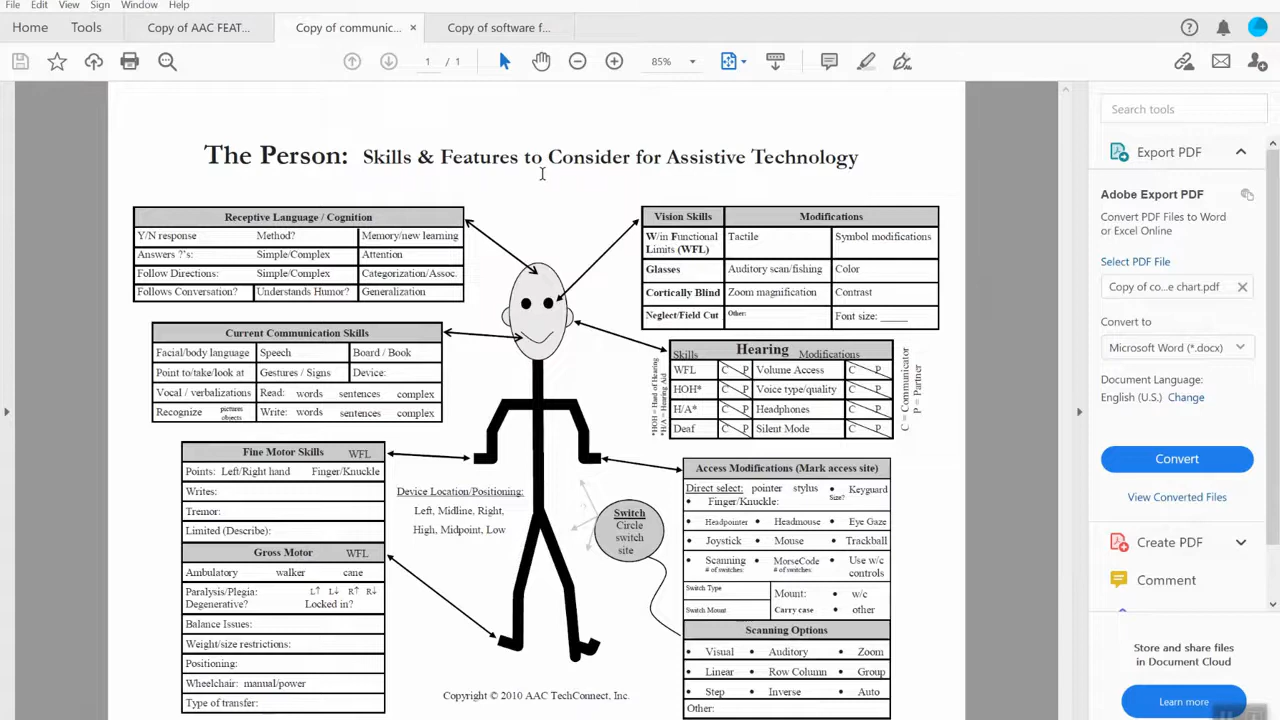 File Edit View Sign Window Help
Home Tools Copy of AAC FEAT... Copy of communic... × Copy of software f...
1 / 1 85%
Search tools
Export PDF
Adobe Export PDF
Convert PDF Files to Word
or Excel Online
Select PDF File
Copy of co...e chart.pdf
Convert to
Microsoft Word (*.docx)
Document Language:
English (U.S.) Change
Convert
View Converted Files
Create PDF
Comment
Store and share files
in Document Cloud
Learn more
The Person: Skills & Features to Consider for Assistive Technology
Receptive Language / Cognition
Y/N response Method? Memory/new learning
Answers ?'s: Simple/Complex Attention
Follow Directions: Simple/Complex Categorization/Assoc.
Follows Conversation? Understands Humor? Generalization
Vision Skills Modifications
W/in Functional
Limits (WFL) Tactile Symbol modifications
Glasses Auditory scan/fishing Color
Cortically Blind Zoom magnification Contrast
Neglect/Field Cut Other: Font size: _____
Current Communication Skills
Facial/body language Speech Board / Book
Point to/take/look at Gestures / Signs Device:
Vocal / verbalizations Read: words sentences complex
Recognize pictures
objects Write: words sentences complex
Skills Hearing Modifications
WFL C P Volume Access C P
HOH* C P Voice type/quality C P
H/A* C P Headphones C P
Deaf C P Silent Mode C P
*HOH = Hard of Hearing
*H/A = Hearing Aid
C = Communicator
P = Partner
Fine Motor Skills WFL
Points: Left/Right hand Finger/Knuckle
Writes:
Tremor:
Limited (Describe):
Gross Motor WFL
Ambulatory walker cane
Paralysis/Plegia: L↑ L↓ R↑ R↓
Degenerative? Locked in?
Balance Issues:
Weight/size restrictions:
Positioning:
Wheelchair: manual/power
Type of transfer:
Device Location/Positioning:
Left, Midline, Right,
High, Midpoint, Low
Switch
Circle
switch
site
Access Modifications (Mark access site)
Direct select: pointer stylus • Keyguard
• Finger/Knuckle: Size?
• Headpointer • Headmouse • Eye Gaze
• Joystick • Mouse • Trackball
• Scanning • MorseCode • Use w/c
# of switches: # of switches: controls
Switch Type Mount: • w/c
Switch Mount Carry case • other
Scanning Options
• Visual • Auditory • Zoom
• Linear • Row Column • Group
• Step • Inverse • Auto
Other:
Copyright © 2010 AAC TechConnect, Inc.